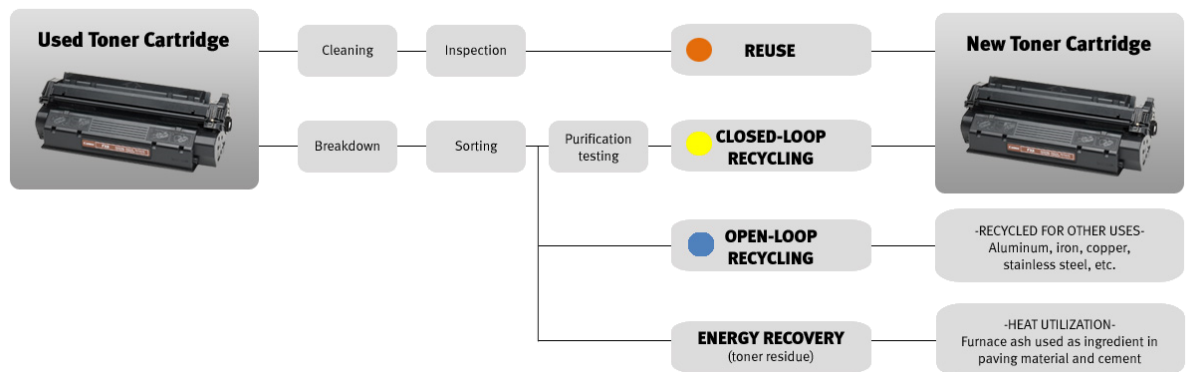 Used Toner Cartridge
Cleaning
Inspection
REUSE
New Toner Cartridge
Breakdown
Sorting
Purification
testing
CLOSED-LOOP
RECYCLING
OPEN-LOOP
RECYCLING
-RECYCLED FOR OTHER USES-
Aluminum, iron, copper,
stainless steel, etc.
ENERGY RECOVERY
(toner residue)
-HEAT UTILIZATION-
Furnace ash used as ingredient in
paving material and cement